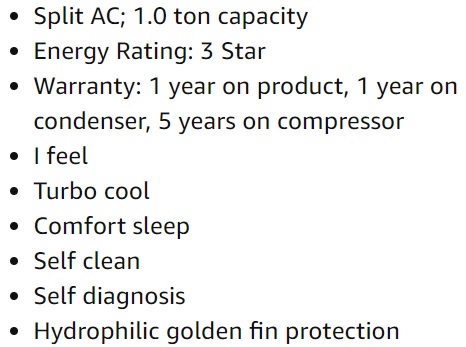 • Split AC; 1.0 ton capacity
• Energy Rating: 3 Star
• Warranty: 1 year on product, 1 year on
condenser, 5 years on compressor
• I feel
• Turbo cool
• Comfort sleep
• Self clean
• Self diagnosis
• Hydrophilic golden fin protection